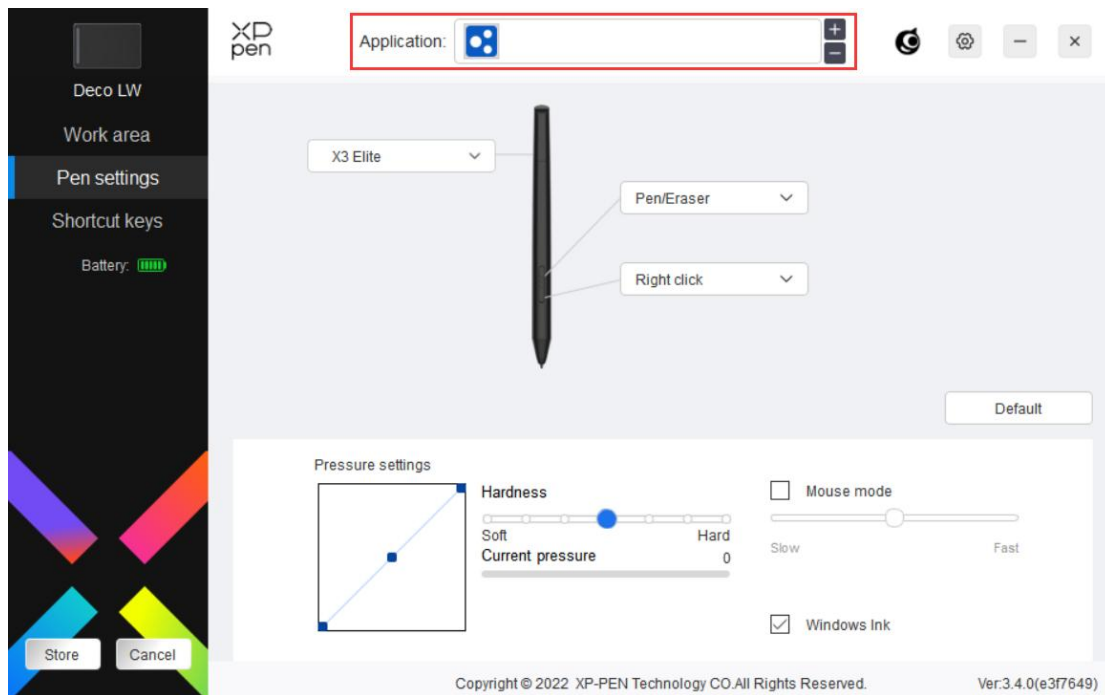 XP
pen
Application:
+
−
Deco LW
Work area
Pen settings
Shortcut keys
Battery:
X3 Elite
Pen/Eraser
Right click
Default
Pressure settings
Hardness
Soft Hard
Current pressure 0
Mouse mode
Slow Fast
Windows Ink
Store Cancel
Copyright © 2022 XP-PEN Technology CO.All Rights Reserved. Ver:3.4.0(e3f7649)